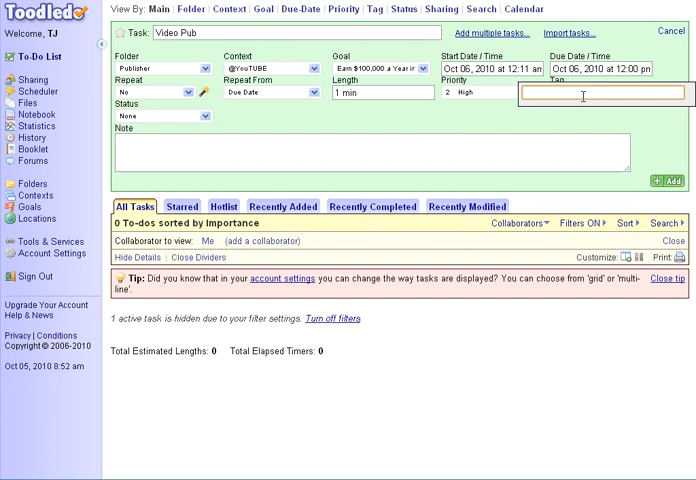 Toodledo
View By: Main | Folder | Context | Goal | Due-Date | Priority | Tag | Status | Sharing | Search | Calendar
Welcome, TJ
To-Do List
Sharing
Scheduler
Files
Notebook
Statistics
History
Booklet
Forums
Folders
Contexts
Goals
Locations
Tools & Services
Account Settings
Sign Out
Upgrade Your Account
Help & News
Privacy | Conditions
Copyright © 2006-2010
Oct 05, 2010 8:52 am
Task: Video Pub
Add multiple tasks...
Import tasks...
Cancel
Folder Context Goal Start Date / Time Due Date / Time
Publisher @YOUTUBE Earn $100,000 a Year ir Oct 06, 2010 at 12:11 am Oct 06, 2010 at 12:00 pm
Repeat Repeat From Length Priority Tag
No Due Date 1 min 2 High
Status
None
Note
Add
All Tasks Starred Hotlist Recently Added Recently Completed Recently Modified
0 To-dos sorted by Importance
Collaborators Filters ON Sort Search
Collaborator to view: Me (add a collaborator) Close
Hide Details | Close Dividers Customize: Print:
Tip: Did you know that in your account settings you can change the way tasks are displayed? You can choose from 'grid' or 'multi-
line'.
Close tip
1 active task is hidden due to your filter settings. Turn off filters
Total Estimated Lengths: 0 Total Elapsed Timers: 0